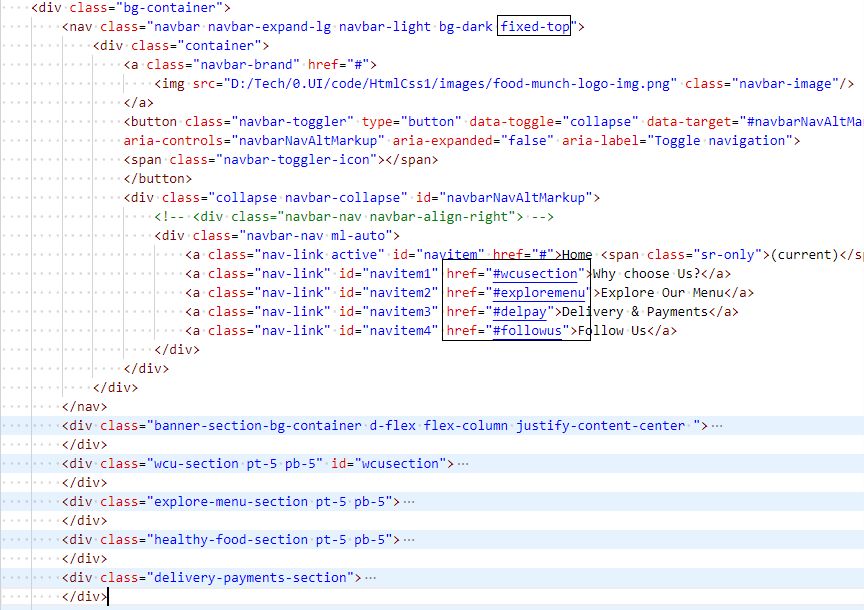 <div class="bg-container">
<nav class="navbar navbar-expand-lg navbar-light bg-dark fixed-top">
<div class="container">
<a class="navbar-brand" href="#">
<img src="D:/Tech/0.UI/code/HtmlCss1/images/food-munch-logo-img.png" class="navbar-image"/>
</a>
<button class="navbar-toggler" type="button" data-toggle="collapse" data-target="#navbarNavAltMa
aria-controls="navbarNavAltMarkup" aria-expanded="false" aria-label="Toggle navigation">
<span class="navbar-toggler-icon"></span>
</button>
<div class="collapse navbar-collapse" id="navbarNavAltMarkup">
<!-- <div class="navbar-nav navbar-align-right"> -->
<div class="navbar-nav ml-auto">
<a class="nav-link active" id="navitem" href="#">Home <span class="sr-only">(current)</sp
<a class="nav-link" id="navitem1" href="#wcusection">Why choose Us?</a>
<a class="nav-link" id="navitem2" href="#exploremenu">Explore Our Menu</a>
<a class="nav-link" id="navitem3" href="#delpay">Delivery & Payments</a>
<a class="nav-link" id="navitem4" href="#followus">Follow Us</a>
</div>
</div>
</div>
</nav>
<div class="banner-section-bg-container d-flex flex-column justify-content-center ">…
</div>
<div class="wcu-section pt-5 pb-5" id="wcusection">…
</div>
<div class="explore-menu-section pt-5 pb-5">…
</div>
<div class="healthy-food-section pt-5 pb-5">…
</div>
<div class="delivery-payments-section">…
</div>